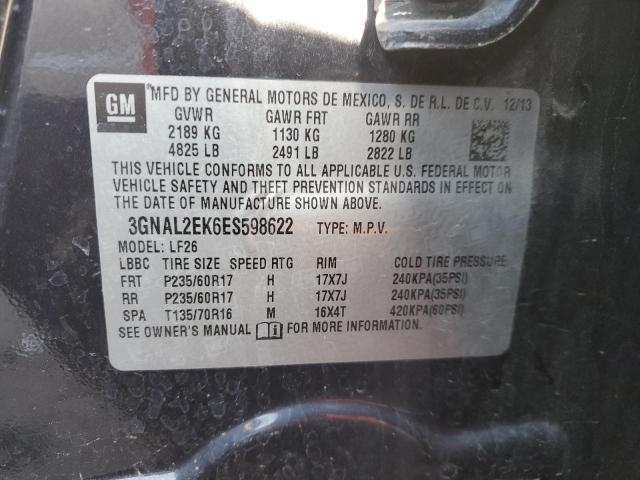 GM MFD BY GENERAL MOTORS DE MEXICO, S. DE R.L. DE C.V. 12/13
GVWR GAWR FRT GAWR RR
2189 KG 1130 KG 1280 KG
4825 LB 2491 LB 2822 LB
THIS VEHICLE CONFORMS TO ALL APPLICABLE U.S. FEDERAL MOTOR
VEHICLE SAFETY AND THEFT PREVENTION STANDARDS IN EFFECT ON
THE DATE OF MANUFACTURE SHOWN ABOVE.
3GNAL2EK6ES598622 TYPE: M.P.V.
MODEL: LF26
LBBC TIRE SIZE SPEED RTG RIM COLD TIRE PRESSURE
FRT P235/60R17 H 17X7J 240KPA(35PSI)
RR P235/60R17 H 17X7J 240KPA(35PSI)
SPA T135/70R16 M 16X4T 420KPA(60PSI)
SEE OWNER'S MANUAL i FOR MORE INFORMATION.